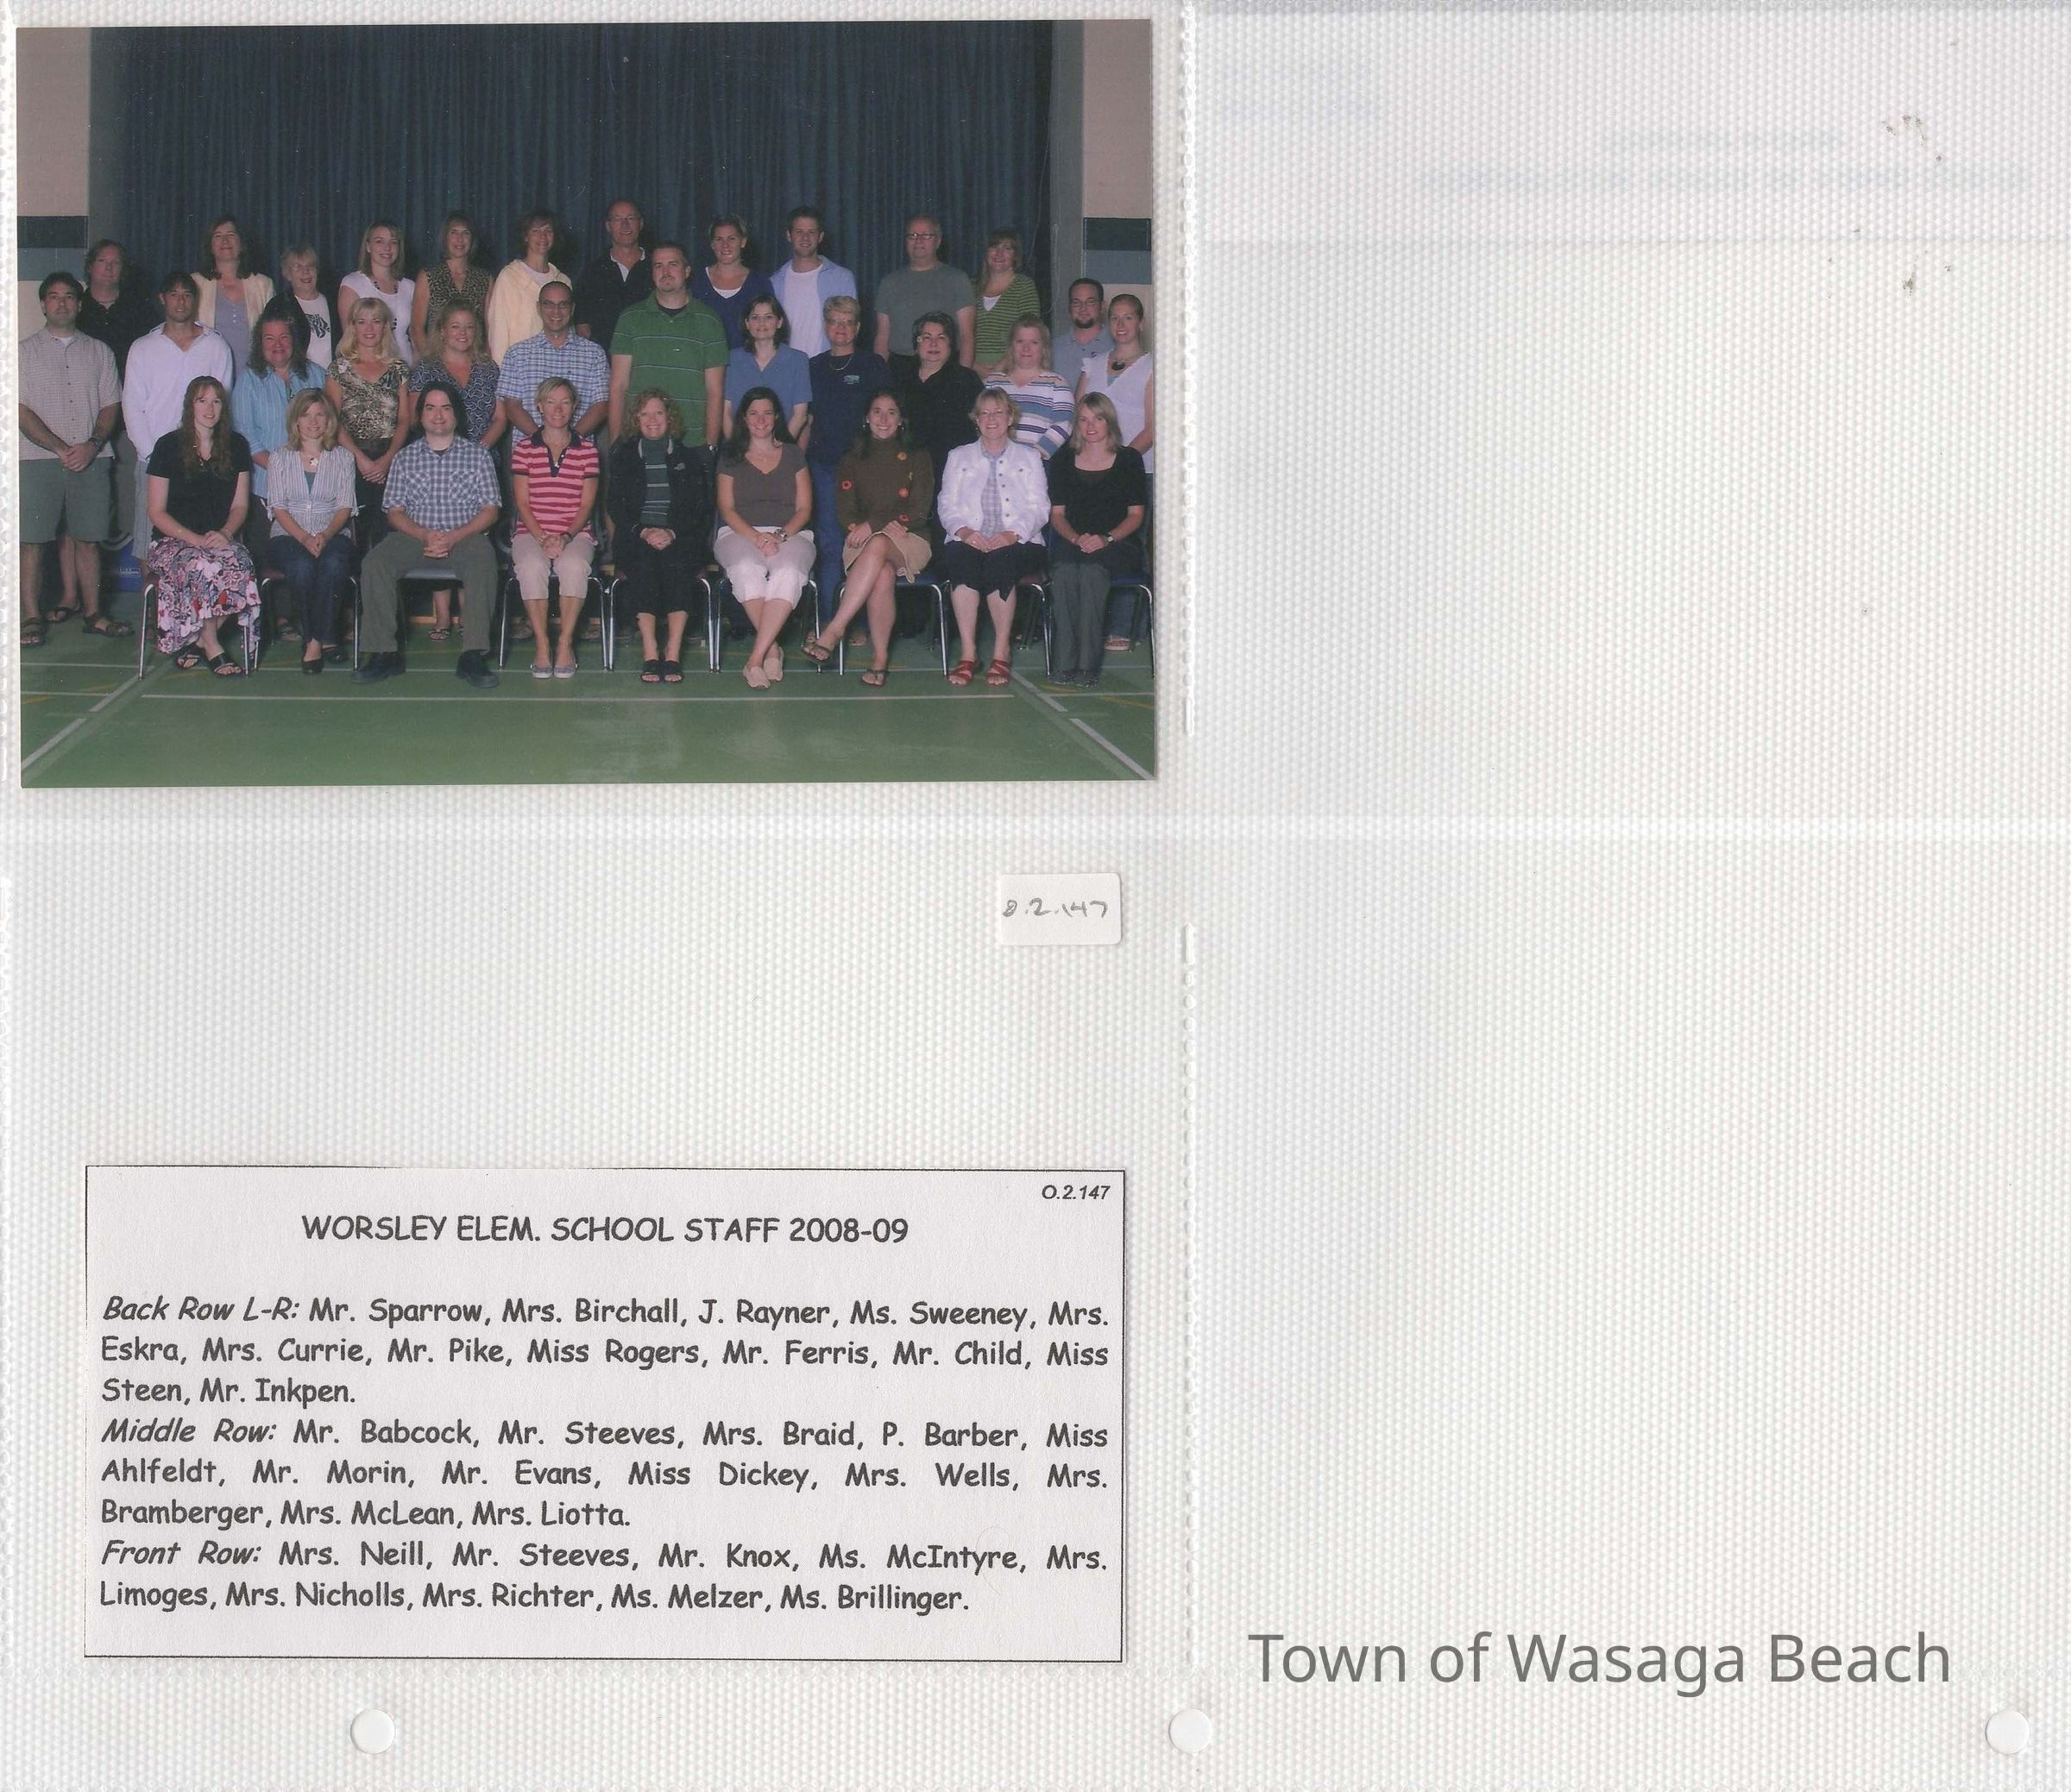 8.2.147
O.2.147
WORSLEY ELEM. SCHOOL STAFF 2008-09
Back Row L-R: Mr. Sparrow, Mrs. Birchall, J. Rayner, Ms. Sweeney, Mrs.
Eskra, Mrs. Currie, Mr. Pike, Miss Rogers, Mr. Ferris, Mr. Child, Miss
Steen, Mr. Inkpen.
Middle Row: Mr. Babcock, Mr. Steeves, Mrs. Braid, P. Barber, Miss
Ahlfeldt, Mr. Morin, Mr. Evans, Miss Dickey, Mrs. Wells, Mrs.
Bramberger, Mrs. McLean, Mrs. Liotta.
Front Row: Mrs. Neill, Mr. Steeves, Mr. Knox, Ms. McIntyre, Mrs.
Limoges, Mrs. Nicholls, Mrs. Richter, Ms. Melzer, Ms. Brillinger.
Town of Wasaga Beach